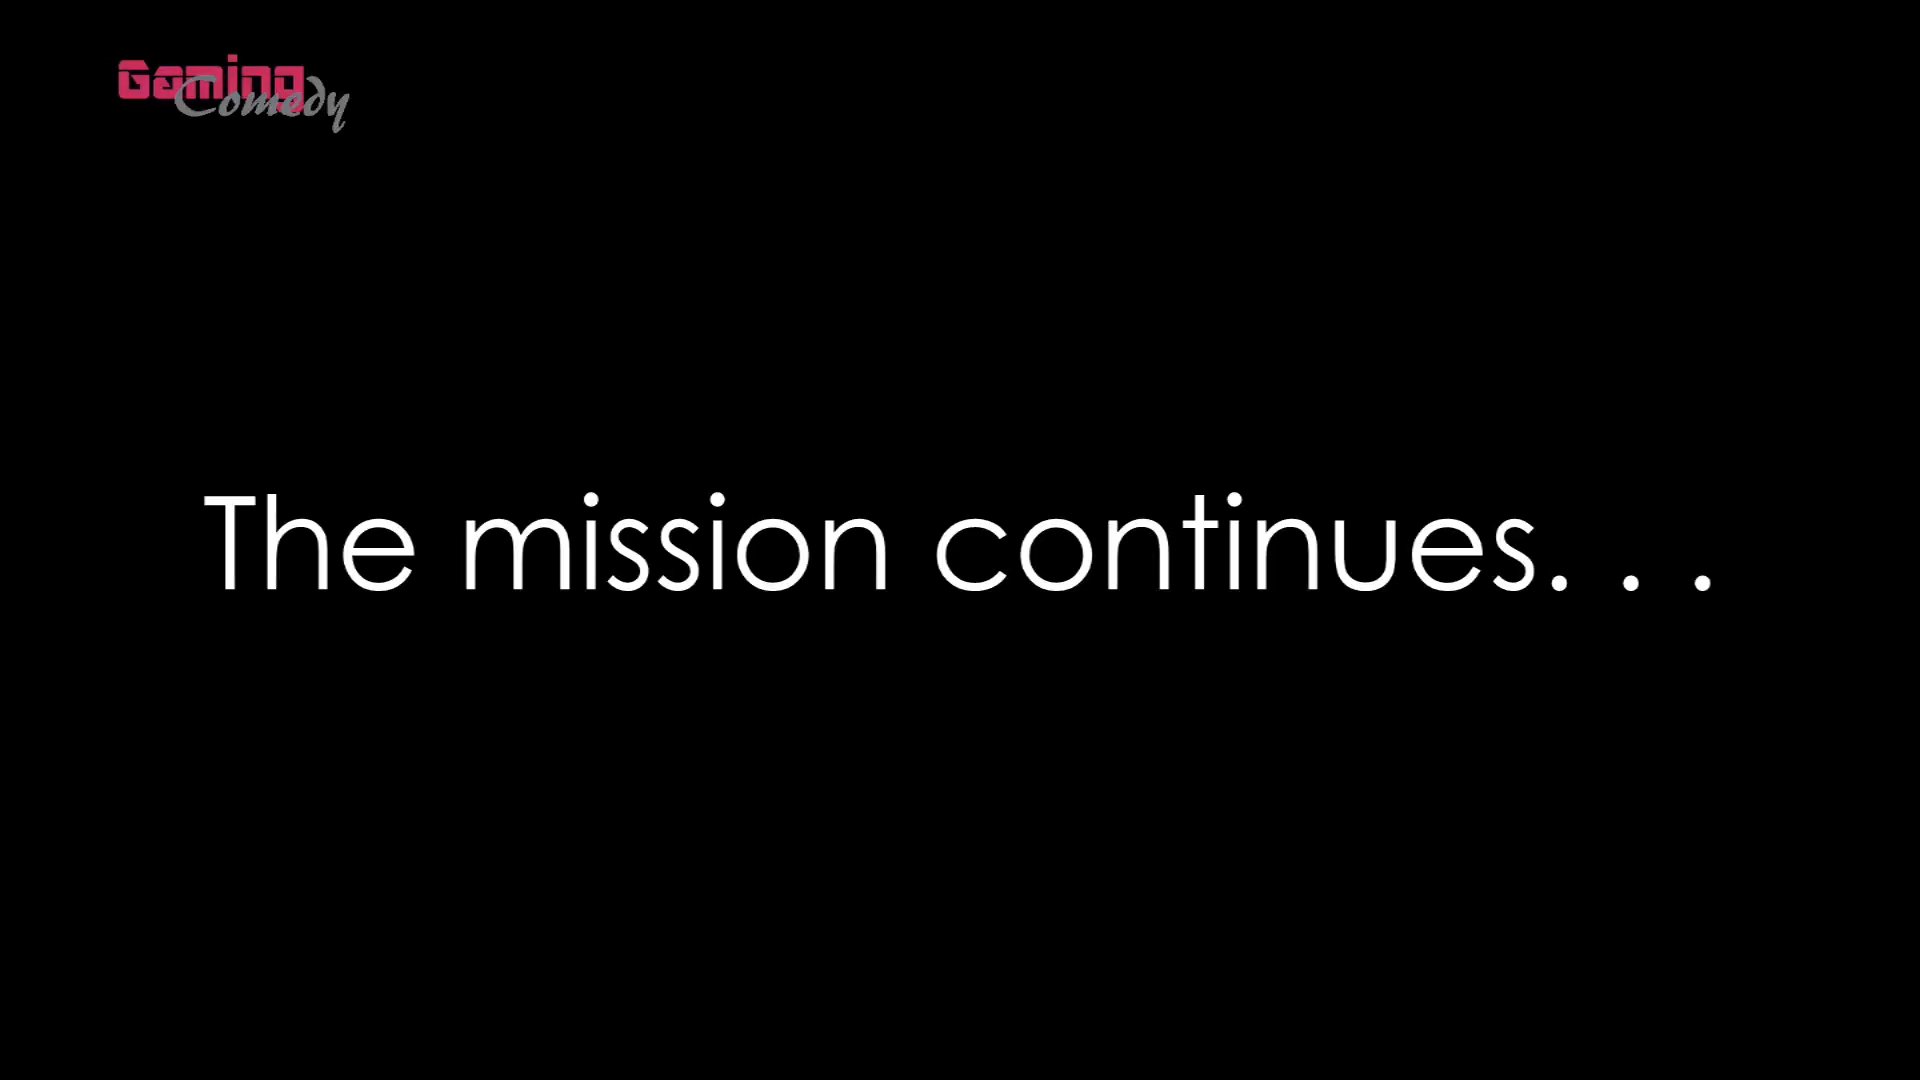 Gaming
Comedy
The mission continues. . .